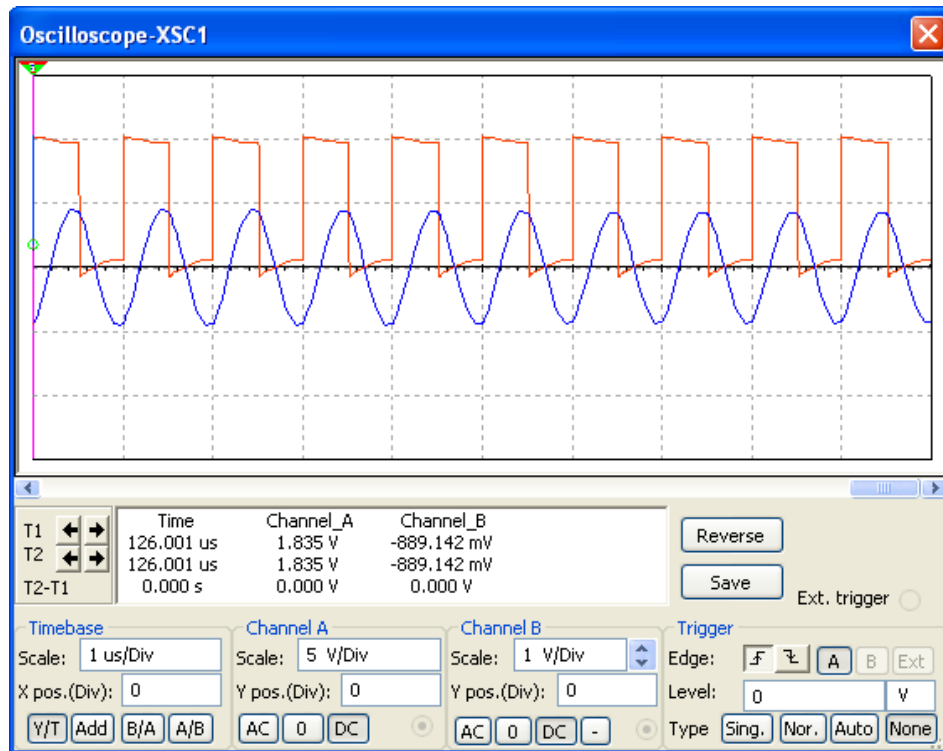 Oscilloscope-XSC1
Time Channel_A Channel_B
T1 126.001 us 1.835 V -889.142 mV
T2 126.001 us 1.835 V -889.142 mV
T2-T1 0.000 s 0.000 V 0.000 V
Reverse
Save
Ext. trigger
Timebase Channel A Channel B Trigger
Scale: 1 us/Div Scale: 5 V/Div Scale: 1 V/Div Edge: A B Ext
X pos.(Div): 0 Y pos.(Div): 0 Y pos.(Div): 0 Level: 0 V
Y/T Add B/A A/B AC 0 DC AC 0 DC - Type Sing. Nor. Auto None